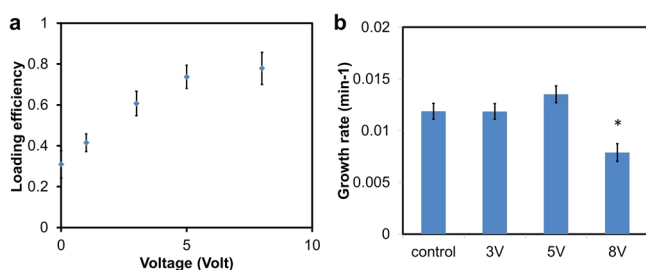 a
Loading efficiency
1
0.8
0.6
0.4
0.2
0
0
5
10
Voltage (Volt)
b
Growth rate (min-1)
0.02
0.015
0.01
0.005
0
*
control
3V
5V
8V